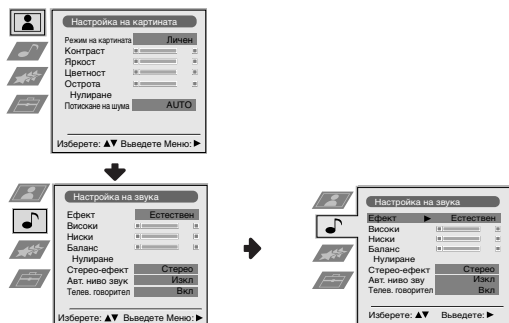 Настройка на картината
Режим на картината Личен
Контраст
Яркост
Цветност
Острота
Нулиране
Потискане на шума AUTO
Изберете: ▲▼ Въведете Меню: ▶
Настройка на звука
Ефект Естествен
Високи
Ниски
Баланс
Нулиране
Стерео-ефект Стерео
Авт. ниво звук Изкл
Телев. говорител Вкл
Изберете: ▲▼ Въведете Меню: ▶
Настройка на звука
Ефект ▶ Естествен
Високи
Ниски
Баланс
Нулиране
Стерео-ефект Стерео
Авт. ниво зву Изкл
Телев. говорител Вкл
Изберете: ▲▼ Въведете: ▶